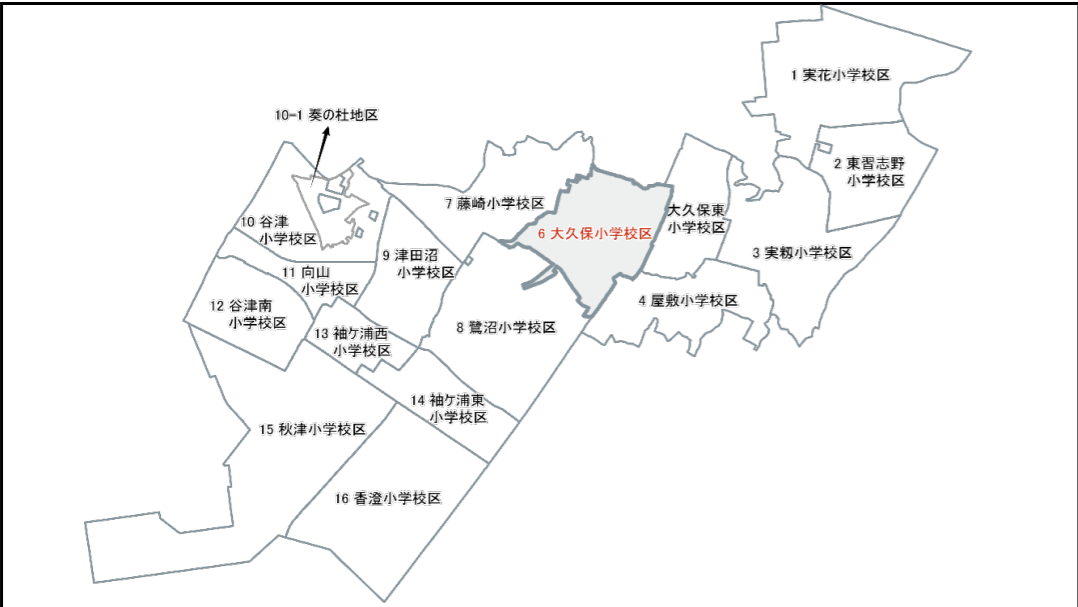 1 実花小学校区
10-1 奏の杜地区
2 東習志野
小学校区
7 藤崎小学校区
大久保東
小学校区
10 谷津
小学校区
6 大久保小学校区
9 津田沼
小学校区
3 実籾小学校区
11 向山
小学校区
4 屋敷小学校区
12 谷津南
小学校区
8 鷺沼小学校区
13 袖ケ浦西
小学校区
14 袖ケ浦東
小学校区
15 秋津小学校区
16 香澄小学校区